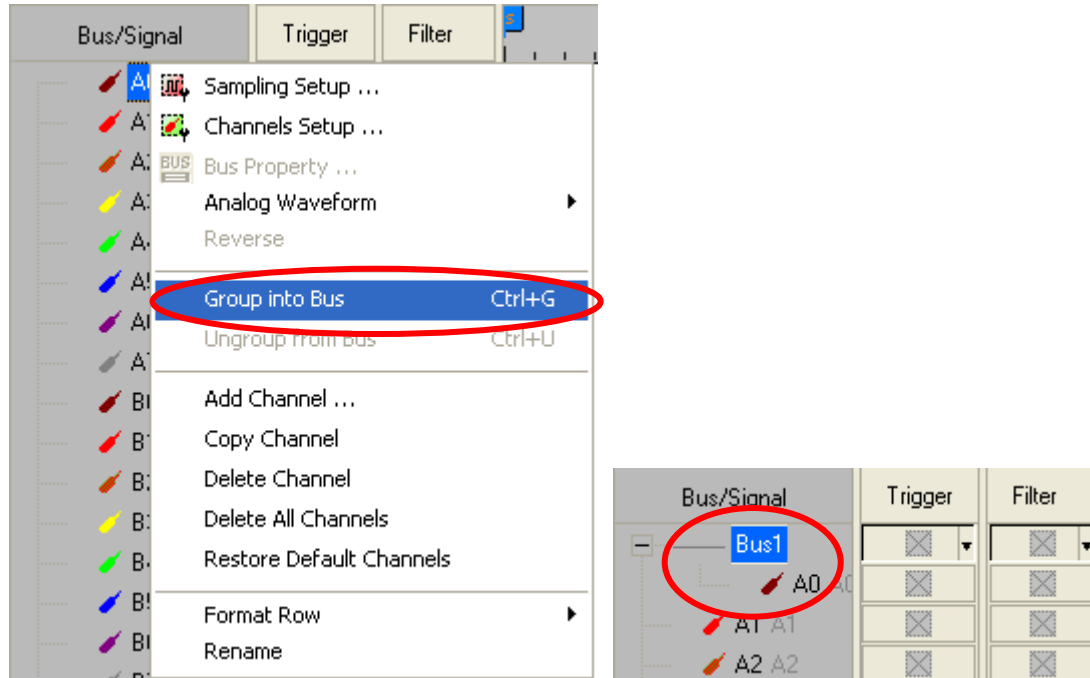 Bus/Signal Trigger Filter
Sampling Setup ...
Channels Setup ...
BUS Bus Property ...
Analog Waveform
Reverse
Group into Bus Ctrl+G
Ungroup from Bus Ctrl+U
Add Channel ...
Copy Channel
Delete Channel
Delete All Channels
Restore Default Channels
Format Row
Rename
Bus/Signal Trigger Filter
Bus1
A0 A0
A1 A1
A2 A2